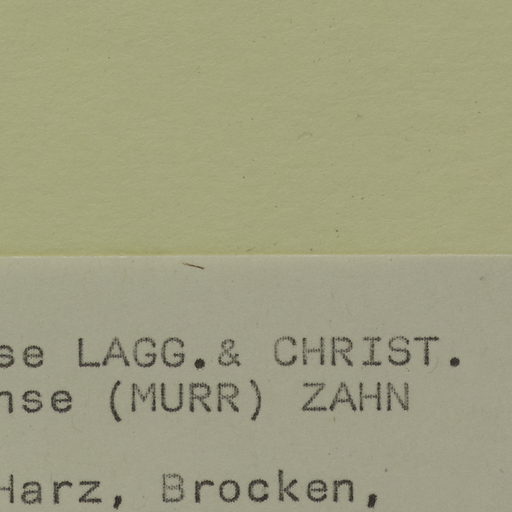 se LAGG.& CHRIST.
nse (MURR) ZAHN
Harz, Brocken,